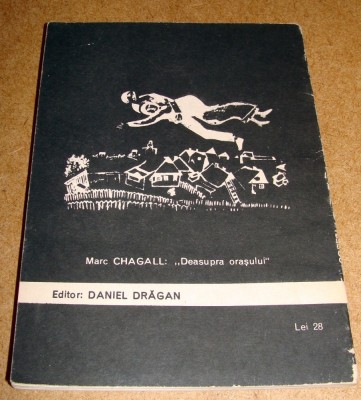 Marc CHAGALL: ,,Deasupra orașului"
Editor: DANIEL DRĂGAN
Lei 28